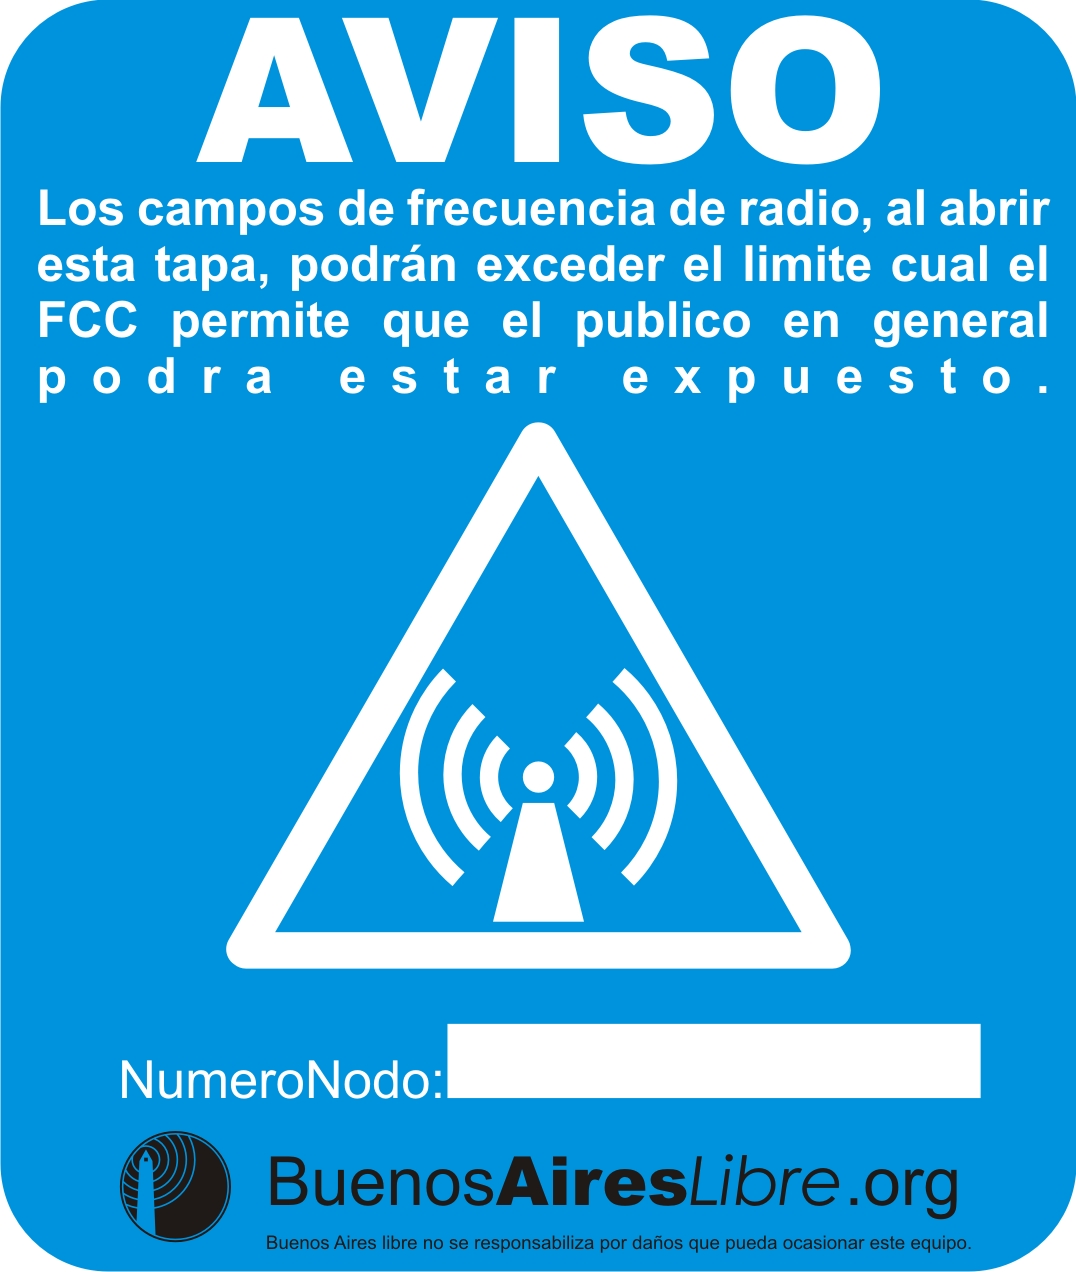 AVISO
Los campos de frecuencia de radio, al abrir
esta tapa, podrán exceder el limite cual el
FCC permite que el publico en general
podra estar expuesto.
NumeroNodo:
BuenosAiresLibre.org
Buenos Aires libre no se responsabiliza por daños que pueda ocasionar este equipo.